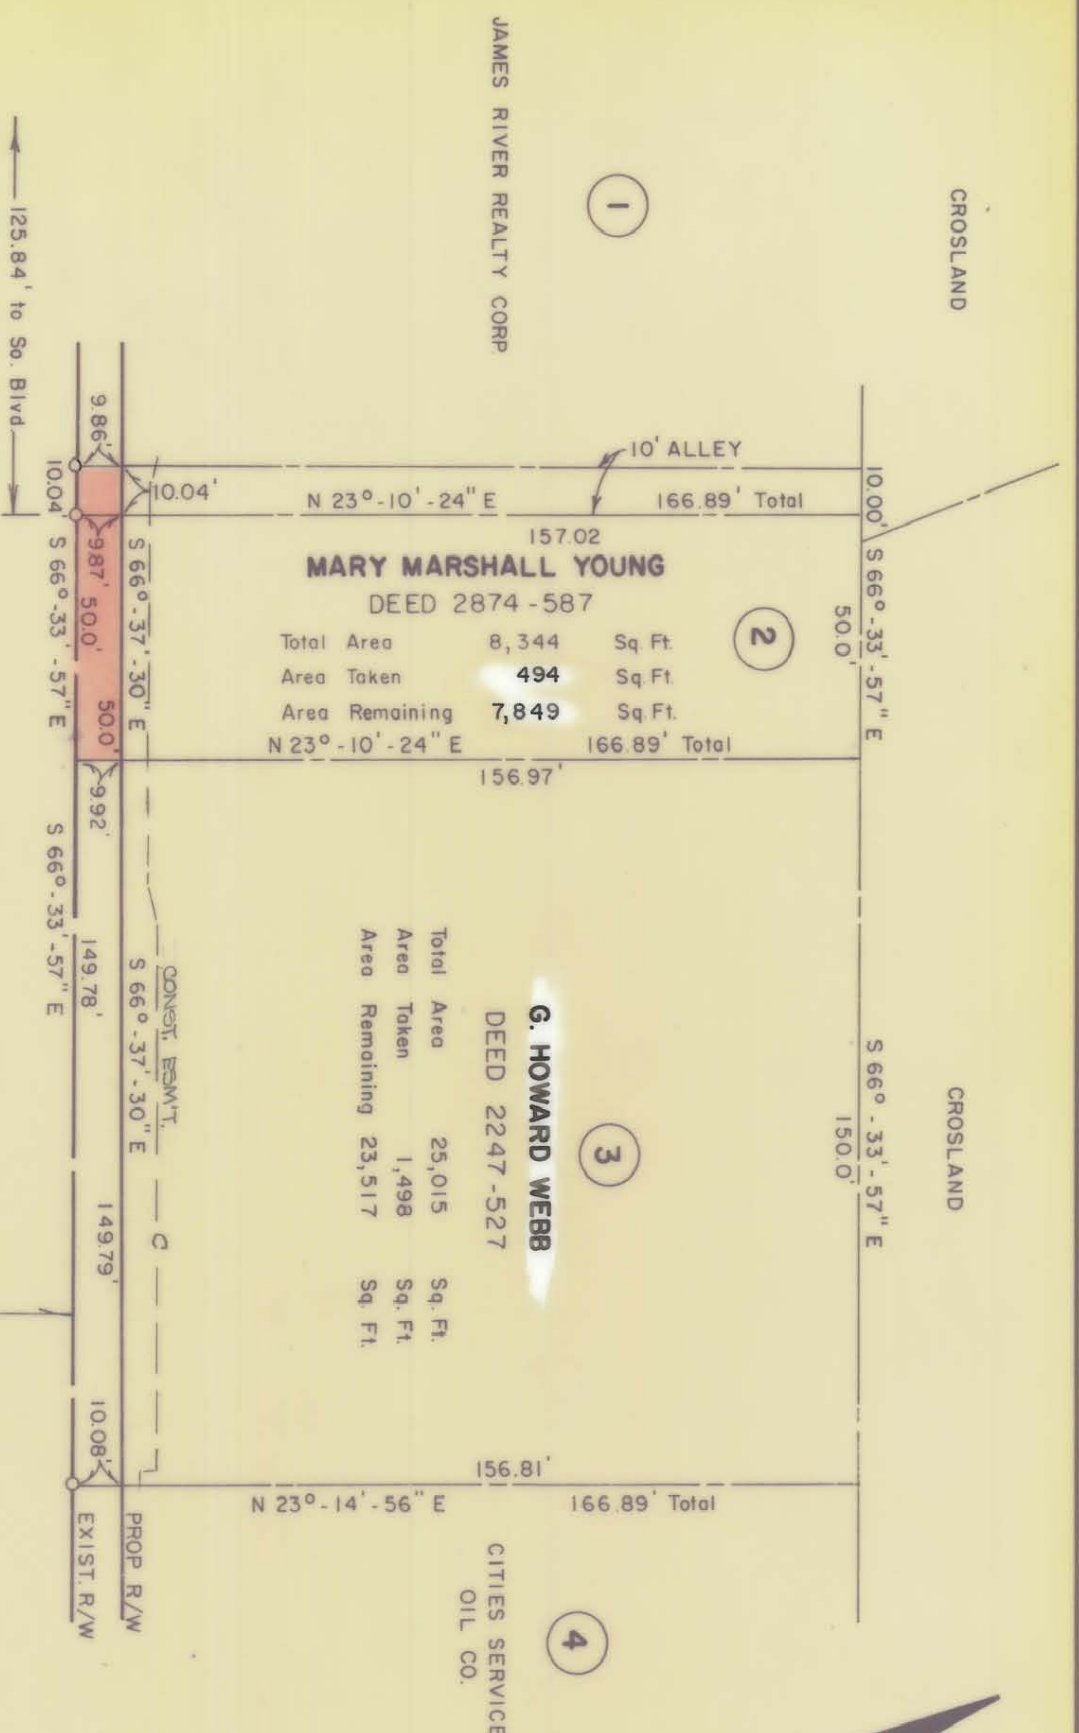 CROSLAND
1
JAMES RIVER REALTY CORP.
125.84' to So. Blvd.
9.86'
10.04'
10.04'
10' ALLEY
N 23°-10'-24" E 166.89' Total
10.00'
157.02
MARY MARSHALL YOUNG
DEED 2874-587
Total Area 8,344 Sq. Ft.
Area Taken 494 Sq. Ft.
Area Remaining 7,849 Sq. Ft.
2
S 66°-33'-57" E
50.0'
9.87'
50.0'
50.0'
S 66°-37'-30" E
S 66°-33'-57" E
N 23°-10'-24" E 166.89' Total
156.97'
9.92'
S 66°-33'-57" E
149.78'
S 66°-37'-30" E
CONST. ESM'T.
C
149.79'
G. HOWARD WEBB
DEED 2247-527
Total Area 25,015 Sq. Ft.
Area Taken 1,498 Sq. Ft.
Area Remaining 23,517 Sq. Ft.
3
CROSLAND
S 66°-33'-57" E
150.0'
10.08'
156.81'
N 23°-14'-56" E 166.89' Total
PROP R/W
EXIST. R/W
CITIES SERVICE
OIL CO.
4